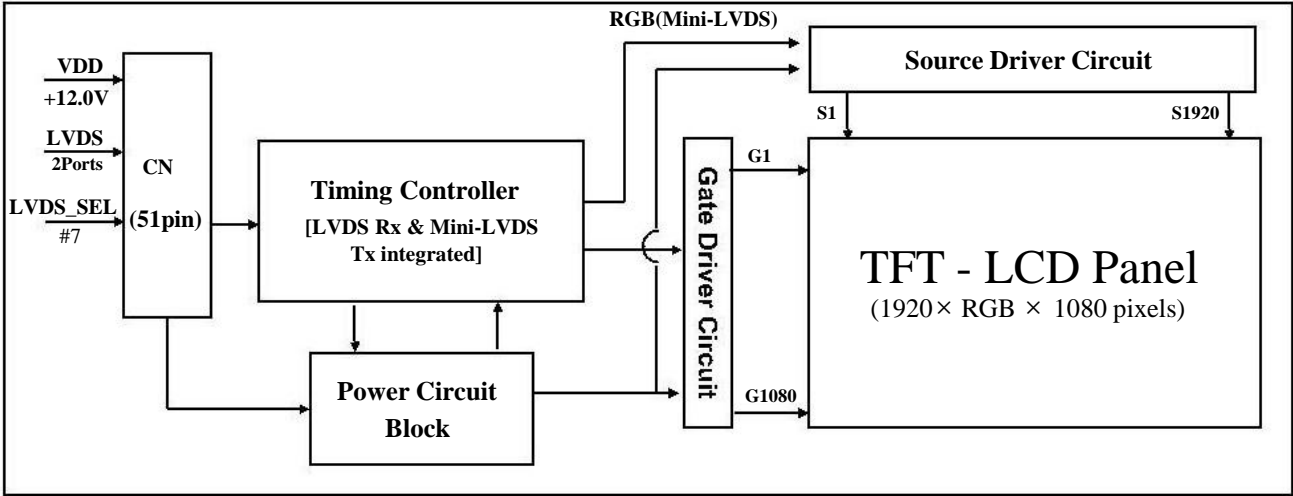 RGB(Mini-LVDS)
VDD
+12.0V
LVDS
2Ports
LVDS_SEL
#7
CN
(51pin)
Timing Controller
[LVDS Rx & Mini-LVDS
Tx integrated]
Power Circuit
Block
Gate Driver Circuit
Source Driver Circuit
S1
S1920
G1
G1080
TFT - LCD Panel
(1920× RGB × 1080 pixels)